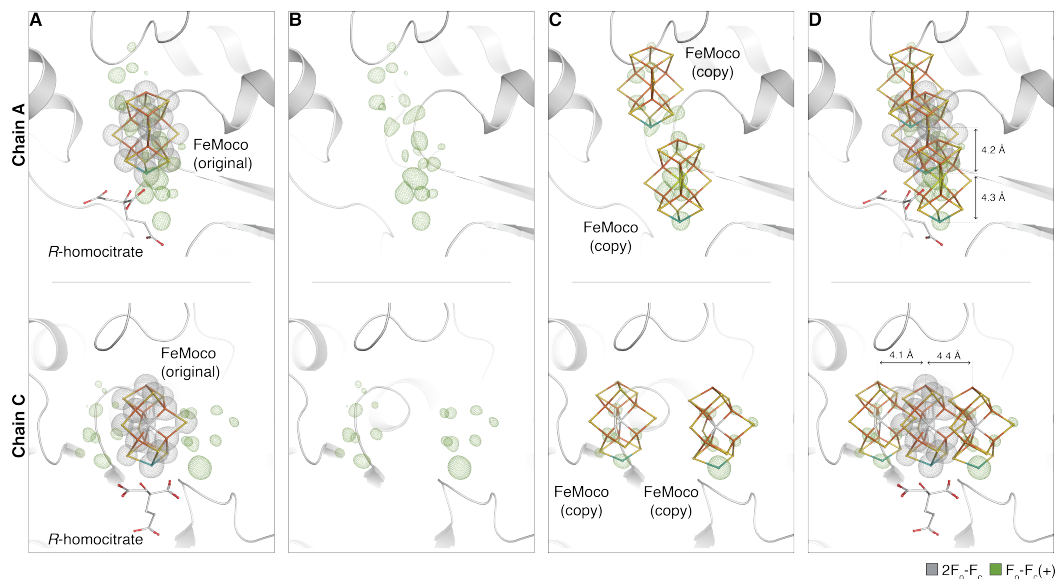 A
B
C
D
Chain A
FeMoco
(original)
R-homocitrate
FeMoco
(copy)
FeMoco
(copy)
4.2 Å
4.3 Å
Chain C
FeMoco
(original)
R-homocitrate
FeMoco
(copy)
FeMoco
(copy)
4.1 Å
4.4 Å
2Fo-Fc
Fo-Fc(+)